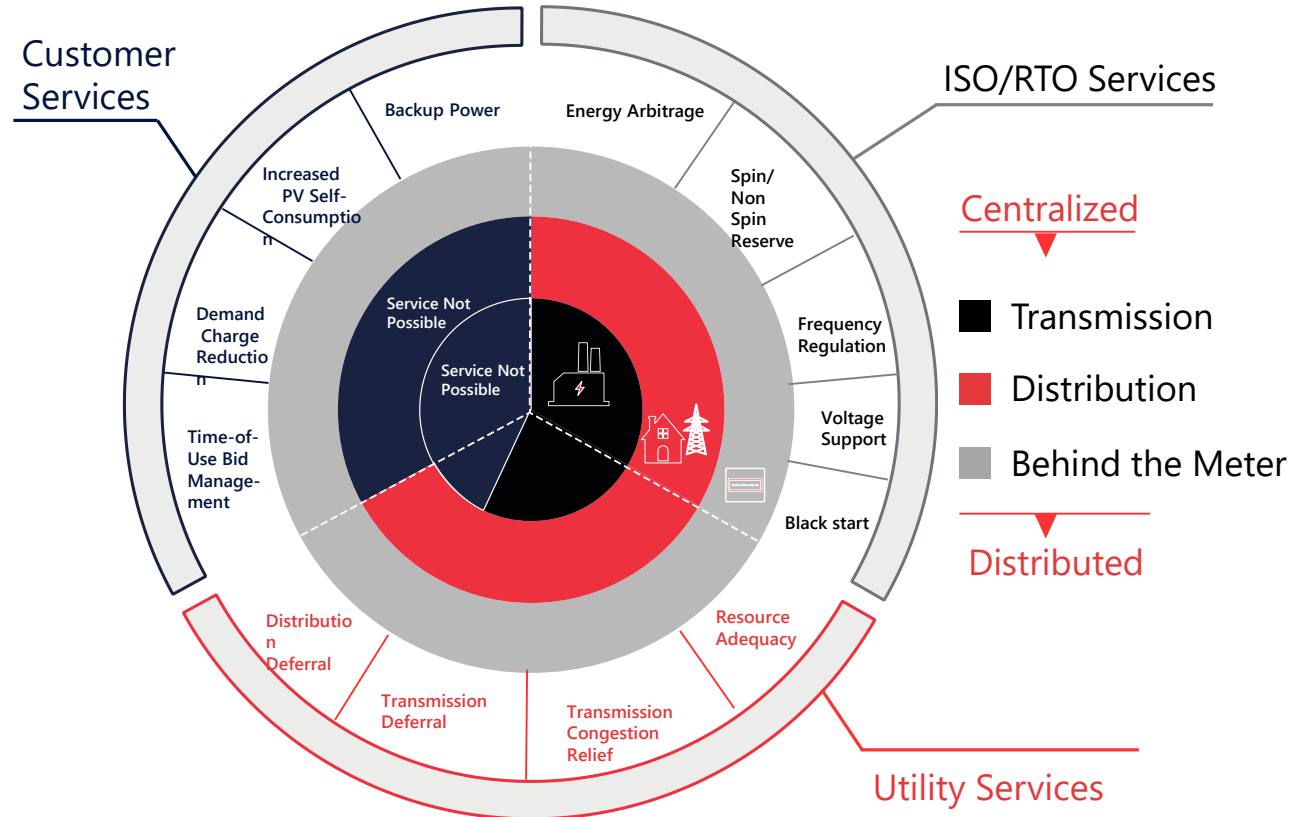 Customer
Services
Backup Power
Increased
PV Self-
Consumptio
n
Demand
Charge
Reductio
n
Time-of-
Use Bid
Manage-
ment
Energy Arbitrage
Spin/
Non
Spin
Reserve
Frequency
Regulation
Voltage
Support
Black start
ISO/RTO Services
Service Not
Possible
Service Not
Possible
Distributio
n
Deferral
Transmission
Deferral
Transmission
Congestion
Relief
Resource
Adequacy
Utility Services
Centralized
Transmission
Distribution
Behind the Meter
Distributed